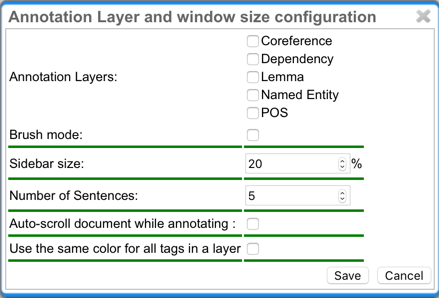 Annotation Layer and window size configuration
Annotation Layers:
Coreference
Dependency
Lemma
Named Entity
POS
Brush mode:
Sidebar size: 20 %
Number of Sentences: 5
Auto-scroll document while annotating :
Use the same color for all tags in a layer
Save Cancel